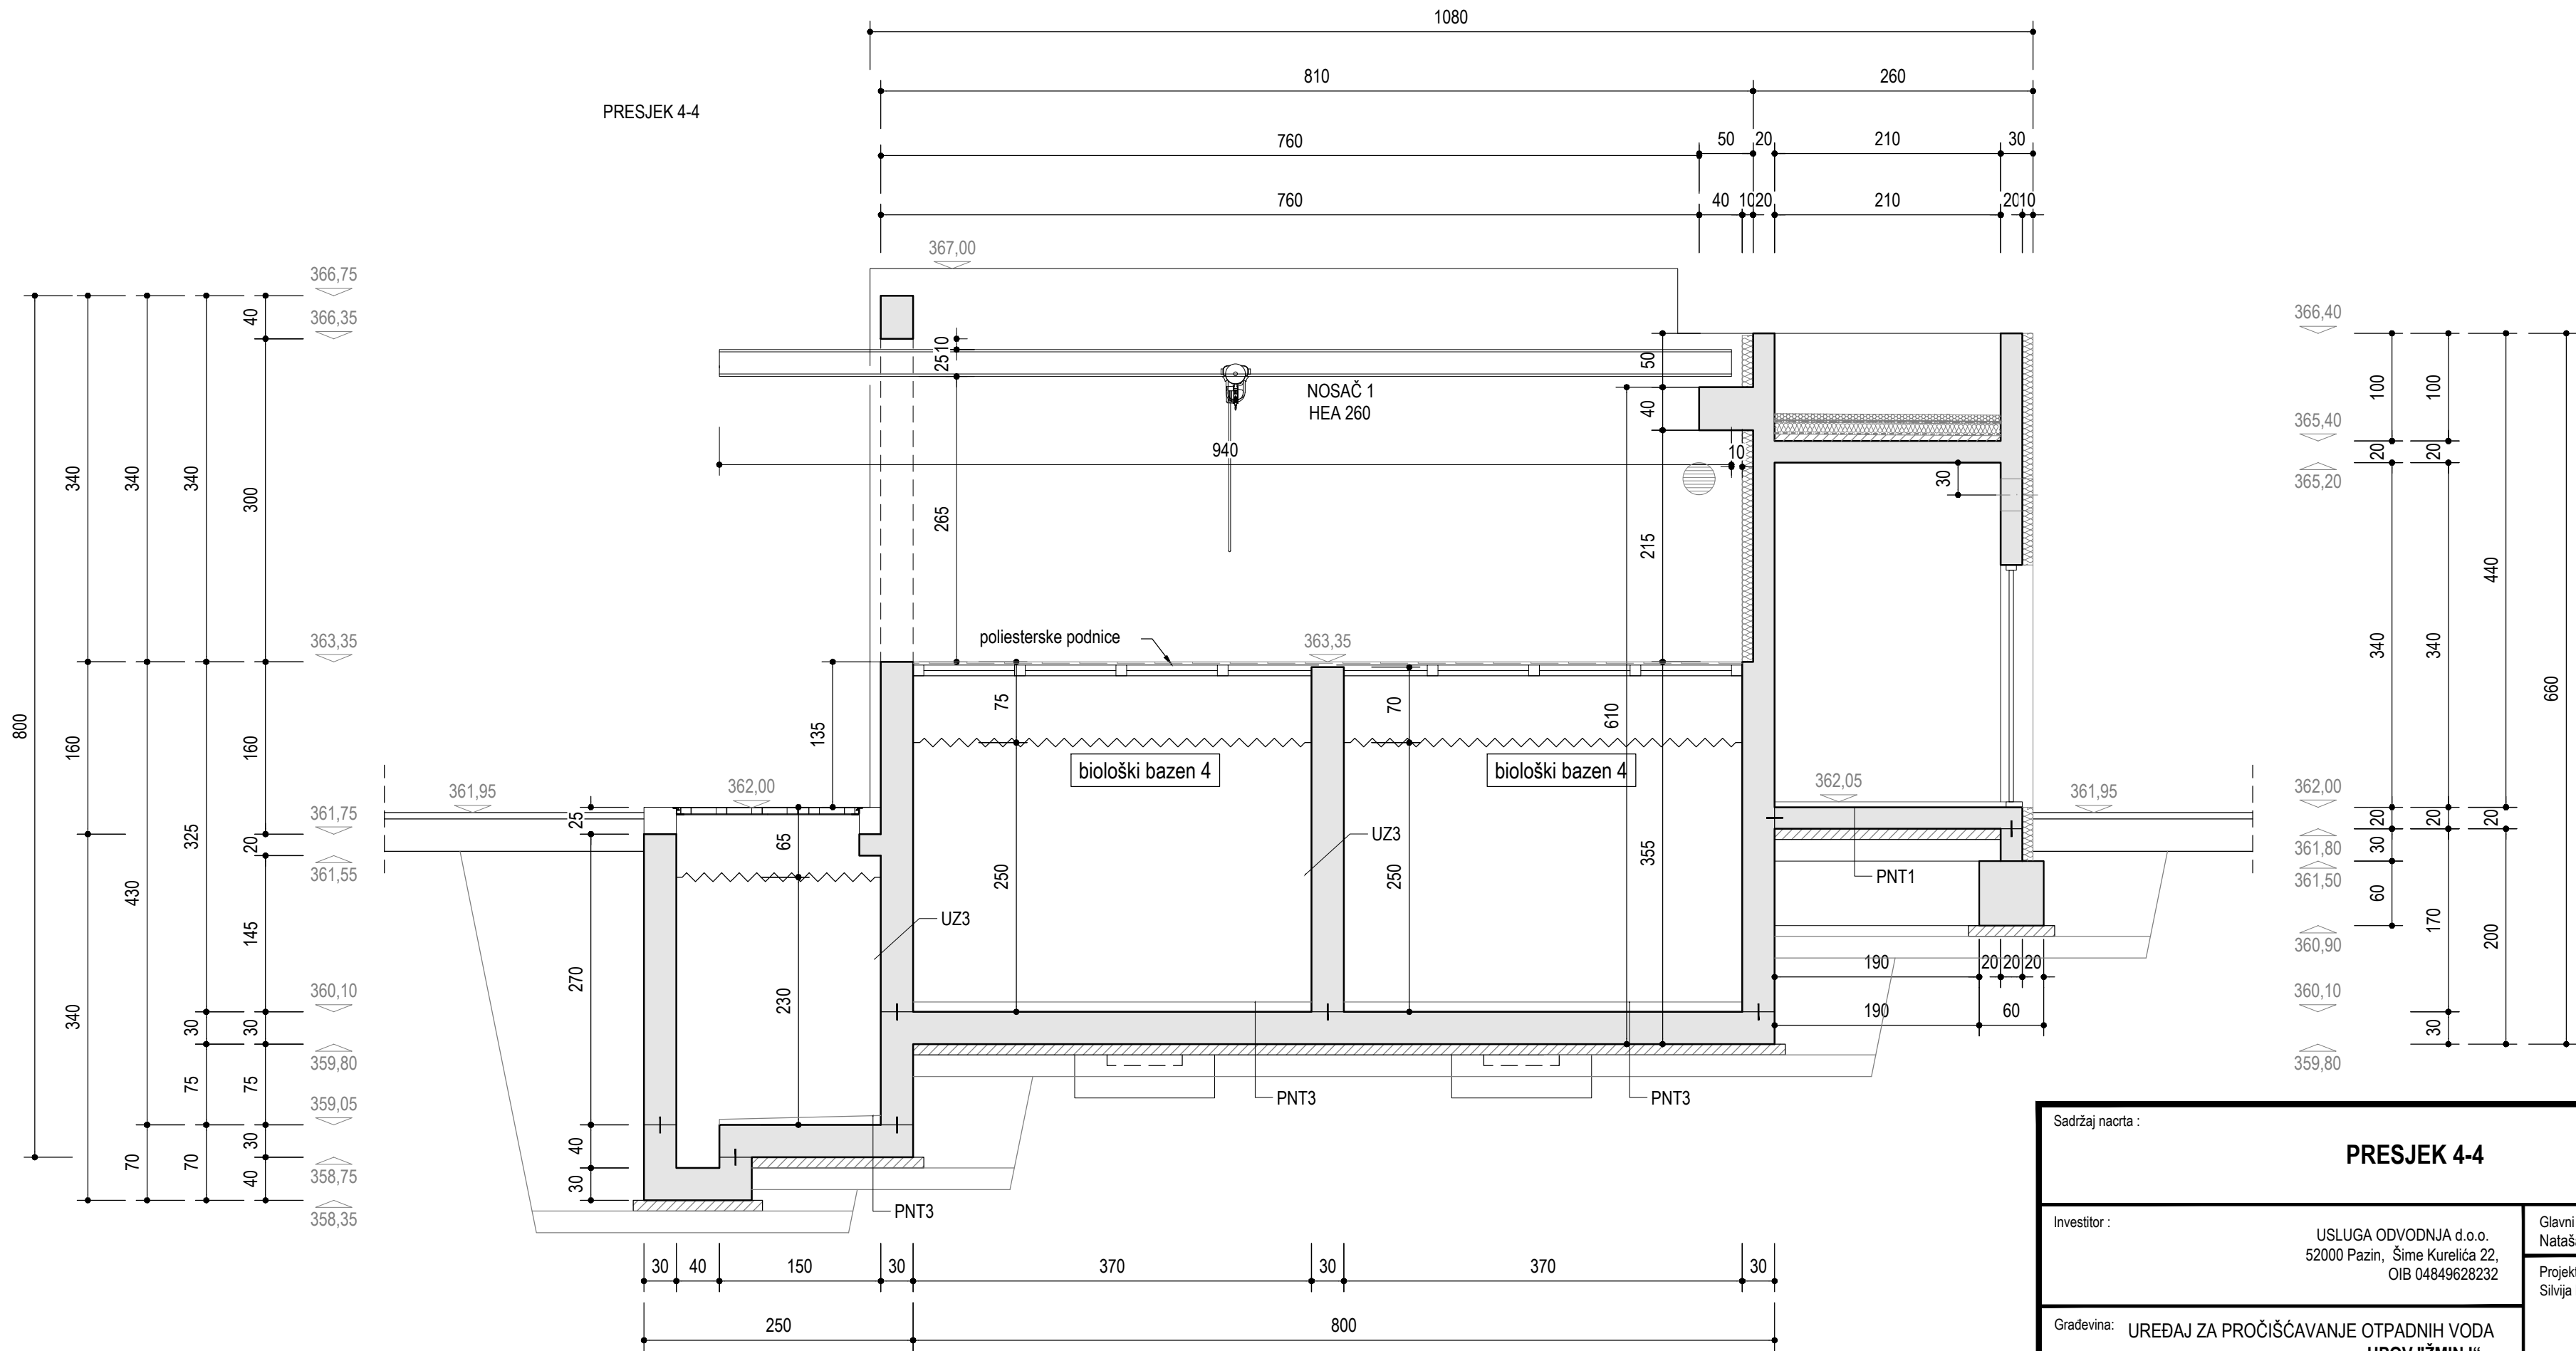 1080
810 260
PRESJEK 4-4
760 50 20 210 30
760 40 10 20 210 20 10
367,00
366,75
366,35
40
10
25
50
40
NOSAČ 1
HEA 260
940
10
30
366,40
365,40
365,20
100 100
20 20
340 340 340 300
265
215
440
340 340
660
363,35
poliesterske podnice
363,35
800
160 160
135
75
70
610
biološki bazen 4
biološki bazen 4
361,95
362,00
362,05
361,95
361,75
361,55
362,00
361,80
361,50
25
65
325
20
430
145
250
250
355
UZ3
UZ3
PNT1
20 20 20
30
60
170
200
360,90
270
230
190 20 20 20
190 60
360,10
360,10
340
30 30
30
359,80
359,80
75 75
359,05
PNT3
PNT3
70 70
30
40
40
30
358,75
358,35
PNT3
30 40 150 30 370 30 370 30
250 800
Sadržaj nacrta :
PRESJEK 4-4
Investitor :
USLUGA ODVODNJA d.o.o.
52000 Pazin, Šime Kurelića 22,
OIB 04849628232
Glavni
Nataš
Projekt
Silvija
Građevina: UREĐAJ ZA PROČIŠĆAVANJE OTPADNIH VODA